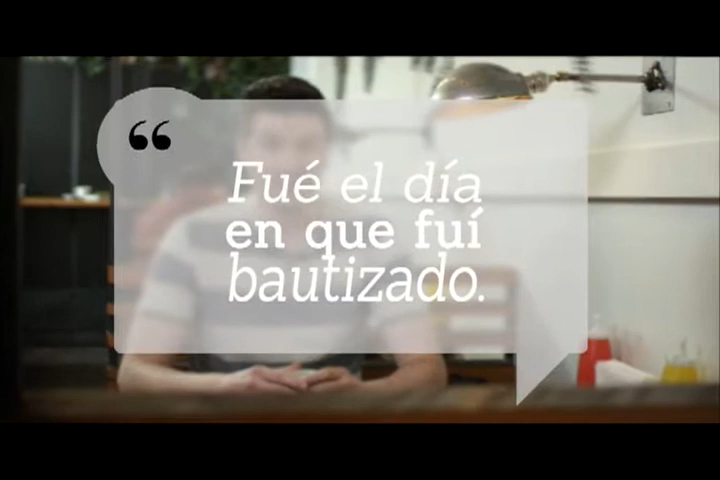 “
Fué el día
en que fuí
bautizado.